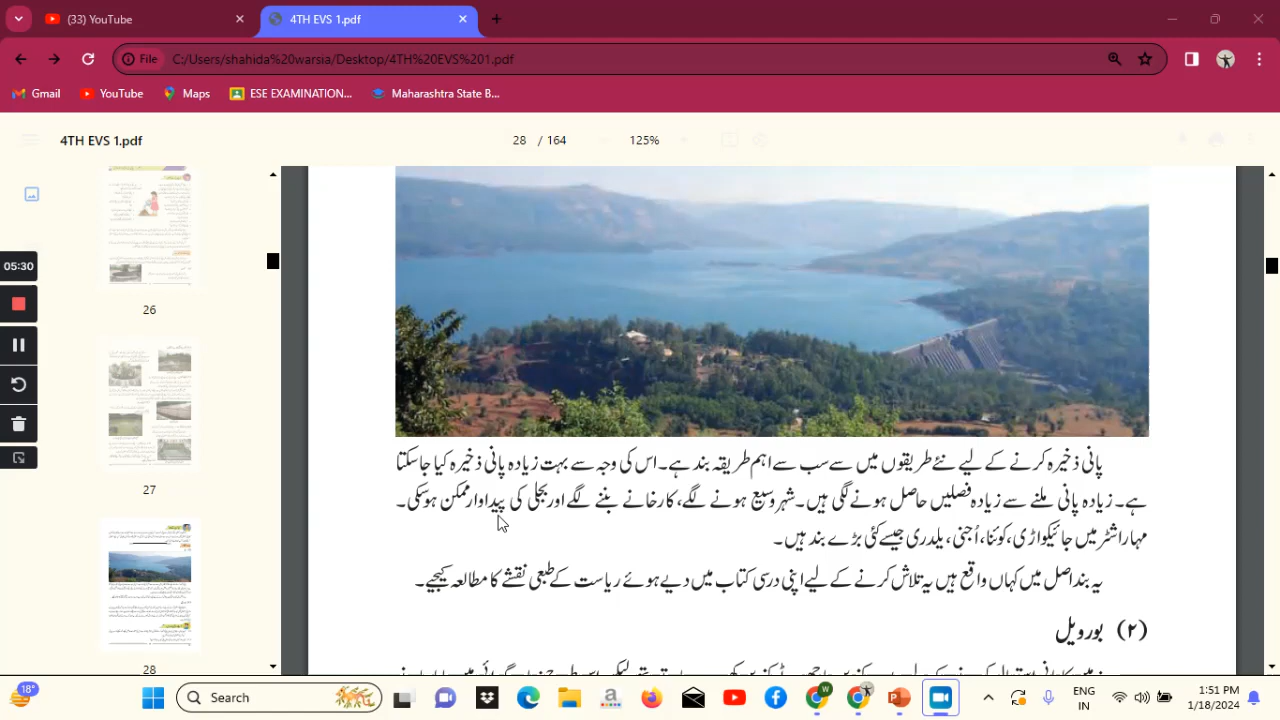 (33) YouTube
4TH EVS 1.pdf
File C:/Users/shahida%20warsia/Desktop/4TH%20EVS%201.pdf
Gmail YouTube Maps ESE EXAMINATION... Maharashtra State B...
4TH EVS 1.pdf 28 / 164 125%
05:30
26
27
28
پانی ذخیرہ کرنے کے لیے نئے طریقوں میں سے سب سے اہم طریقہ بند ہے۔ اس کی وجہ سے بہت زیادہ پانی ذخیرہ کیا جاسکتا
ہے۔ زیادہ پانی ملنے سے زیادہ فصلیں حاصل ہونے لگی ہیں۔ شہر وسیع ہونے لگے، کارخانے بننے لگے اور بجلی کی پیداوار ممکن ہوسکی۔
مہاراشٹر میں جائیکواڑی، کوئنا، اُجنی، یلدری جیسے کئی بڑے بند ہیں۔
یہ بند اصل میں کہاں واقع ہیں یہ تلاش کرنے کے لیے اپنی درسی کتاب میں دیے ہوئے ریاست کے طبعی نقشے کا مطالعہ کیجیے۔
(۲) بورویل
18°
Search
ENG
IN
1:51 PM
1/18/2024